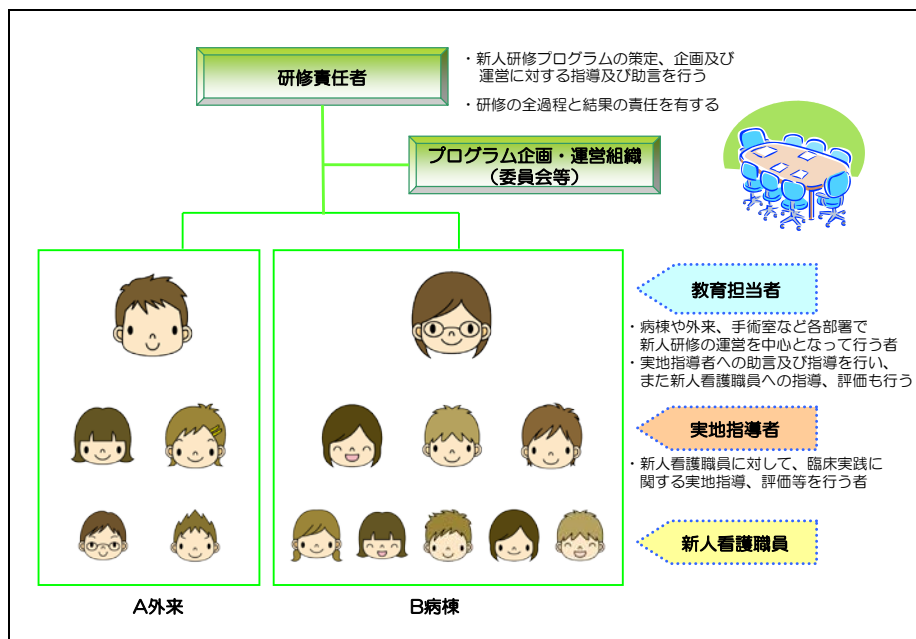 研修責任者
・新人研修プログラムの策定、企画及び
運営に対する指導及び助言を行う
・研修の全過程と結果の責任を有する
プログラム企画・運営組織
（委員会等）
教育担当者
・病棟や外来、手術室など各部署で
新人研修の運営を中心となって行う者
・実地指導者への助言及び指導を行い、
また新人看護職員への指導、評価も行う
実地指導者
・新人看護職員に対して、臨床実践に
関する実地指導、評価等を行う者
新人看護職員
A外来
B病棟